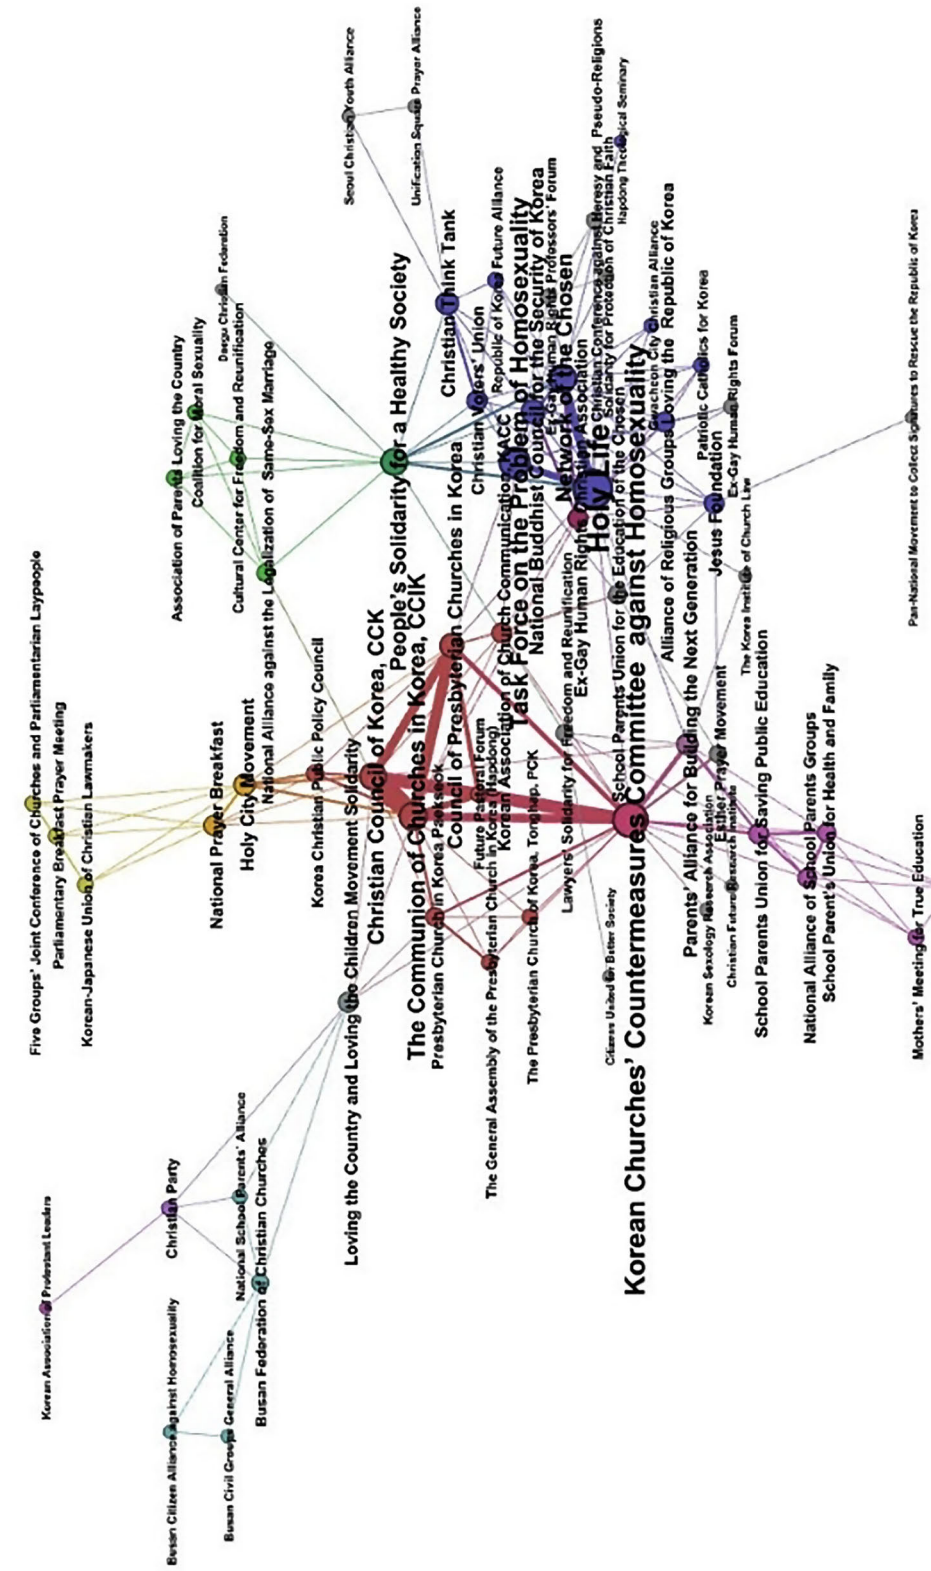 Five Groups' Joint Conference of Churches and Parliamentary Laypeople
Parliamentary Breakfast Prayer Meeting
Korean-Japanese Union of Christian Lawmakers
Korean Association of Protestant Leaders
Association of Parents Loving the Country
Coalition for Moral Sexuality
Daegu Christian Federation
Cultural Center for Freedom and Reunification
National Alliance against the Legalization of Same-Sex Marriage
National Prayer Breakfast
Holy City Movement
Korea Christian Public Policy Council
Christian Party
National School Parents' Alliance
Busan Federation of Christian Churches
Busan Citizen Alliance against Homosexuality
Busan Civil Groups General Alliance
Seoul Christian Youth Alliance
Unification Square Prayer Alliance
Loving the Country and Loving the Children Movement Solidarity
Christian Council of Korea, CCK
People's Solidarity for a Healthy Society
The Communion of Churches in Korea, CCIK
Presbyterian Church in Korea Paekseok
Council of Presbyterian Churches in Korea
Christian Think Tank
Christian Voters' Union
Republic of Korea Future Alliance
Future Pastoral Forum
The General Assembly of the Presbyterian Church in Korea (Hapdong)
Korean Association of Church Communication, KACC
Task Force on the Problem of Homosexuality
National Buddhist Council for the Security of Korea
The Presbyterian Church of Korea, Tonghap, PCK
Ex-Gay Human Rights Professors' Forum
Network of the Chosen
Lawyers' Solidarity for Freedom and Reunification
Ex-Gay Human Rights Christian Association
Holy Life
Christian Conference against Heresy and Pseudo-Religions
Solidarity for Protection of Christian Faith
Hapdong Theological Seminary
School Parents Union for the Education of the Chosen
Citizens United for Better Society
Korean Churches' Countermeasures Committee against Homosexuality
Gwacheon City Christian Alliance
Alliance of Religious Groups Loving the Republic of Korea
Parents' Alliance for Building the Next Generation
Patriotic Catholics for Korea
Jesus Foundation
Ex-Gay Human Rights Forum
Korean Sexology Research Association
Esther Prayer Movement
Christian Future Research Institute
The Korea Institute of Church Law
School Parents Union for Saving Public Education
National Alliance of School Parents Groups
School Parent's Union for Health and Family
Mothers' Meeting for True Education
Pan-National Movement to Collect Signatures to Rescue the Republic of Korea